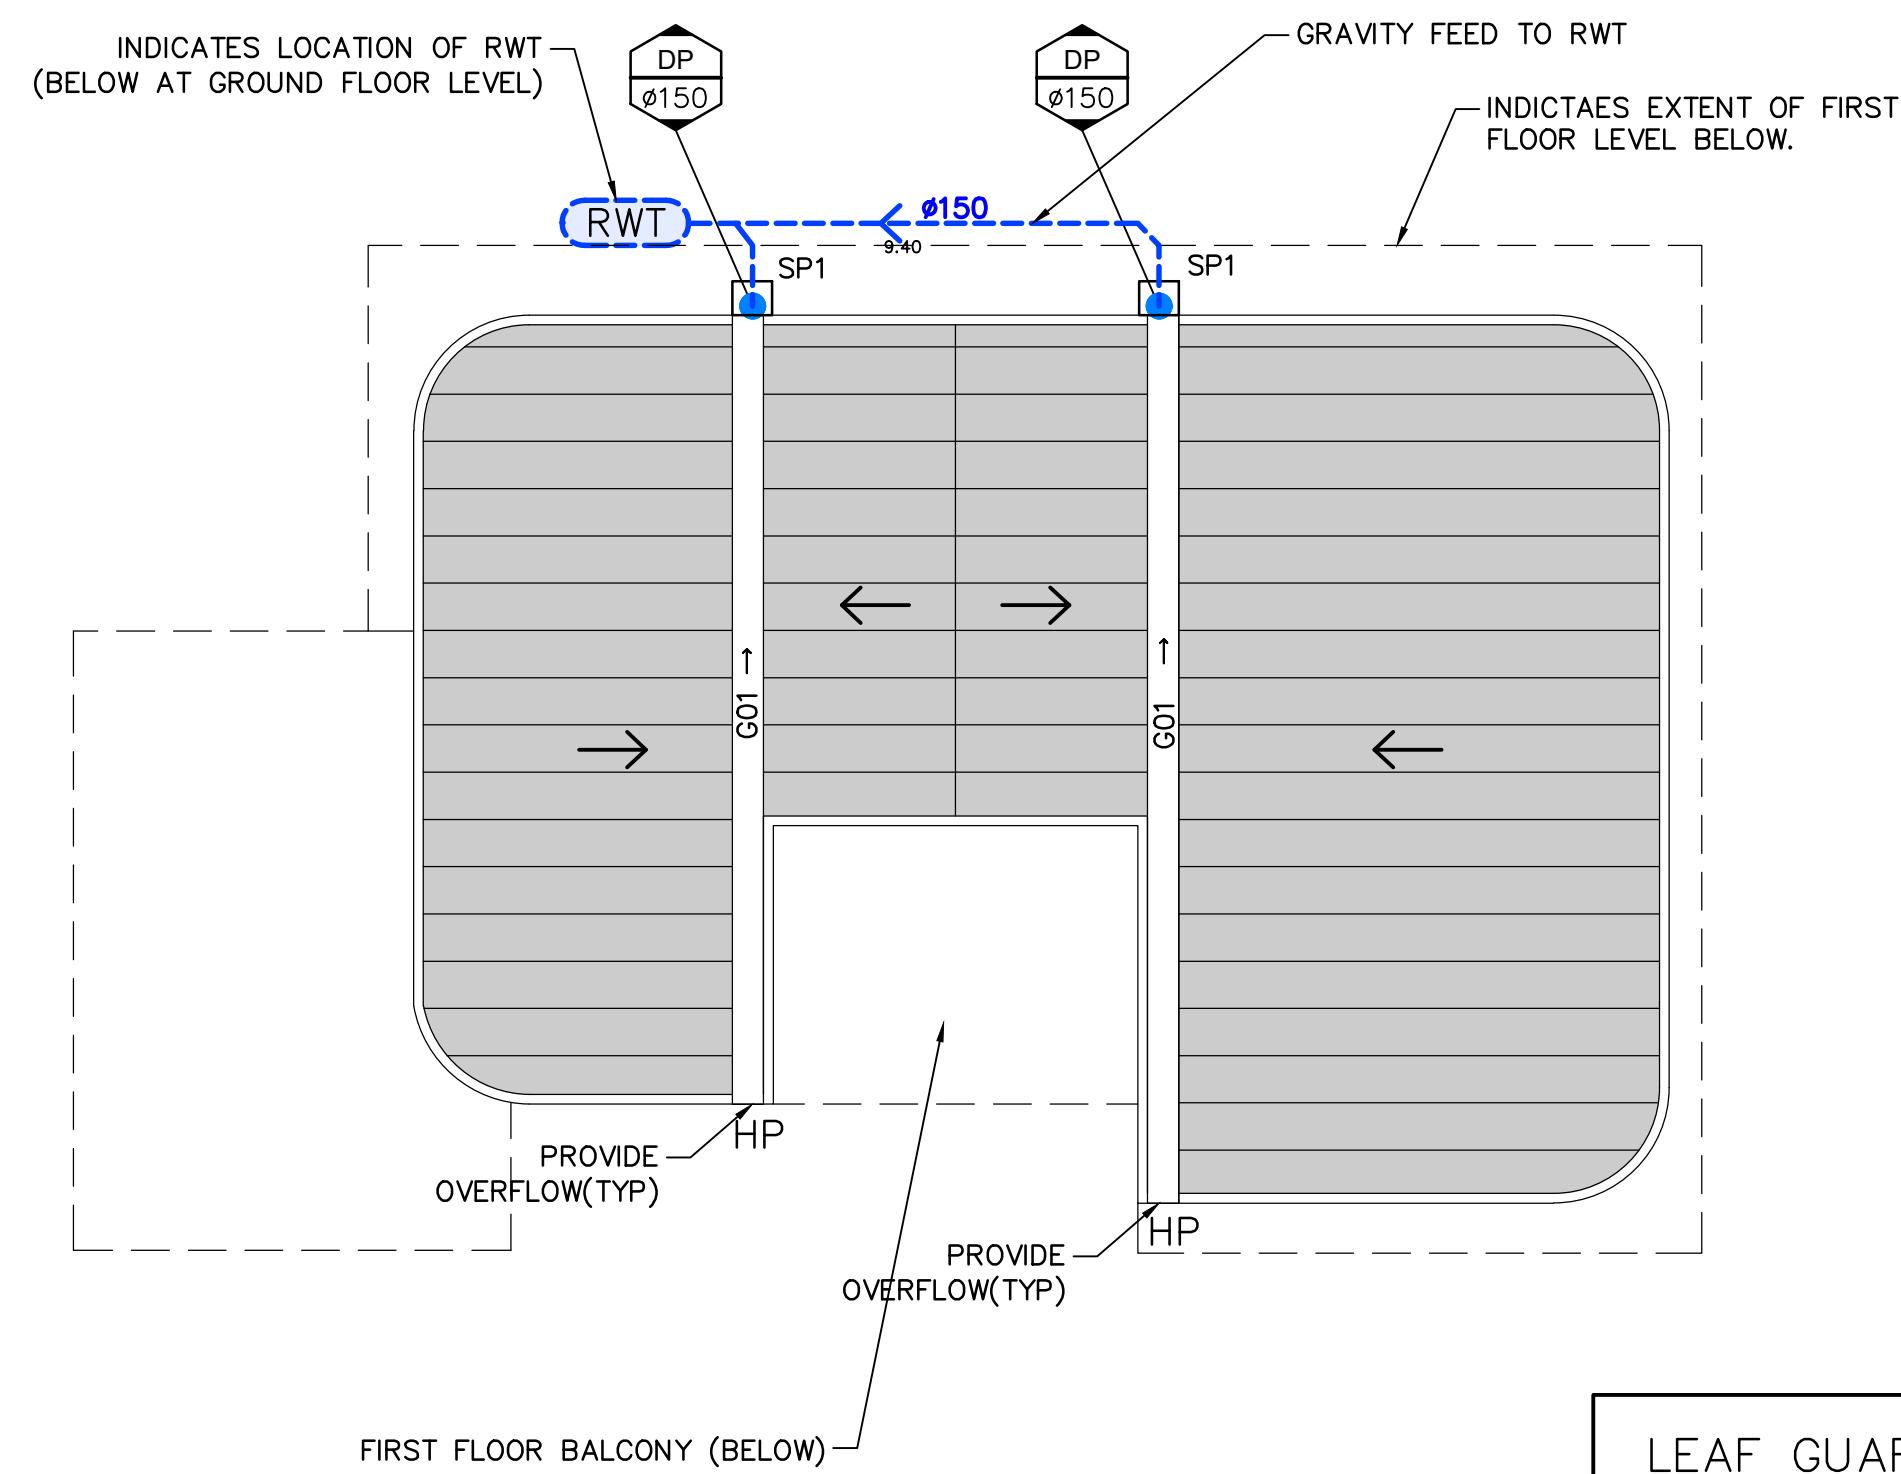 INDICATES LOCATION OF RWT
(BELOW AT GROUND FLOOR LEVEL)
DP
ø150
DP
ø150
GRAVITY FEED TO RWT
INDICTAES EXTENT OF FIRST
FLOOR LEVEL BELOW.
RWT
ø150
9.40
SP1
SP1
G01
G01
HP
PROVIDE
OVERFLOW(TYP)
HP
PROVIDE
OVERFLOW(TYP)
FIRST FLOOR BALCONY (BELOW)
LEAF